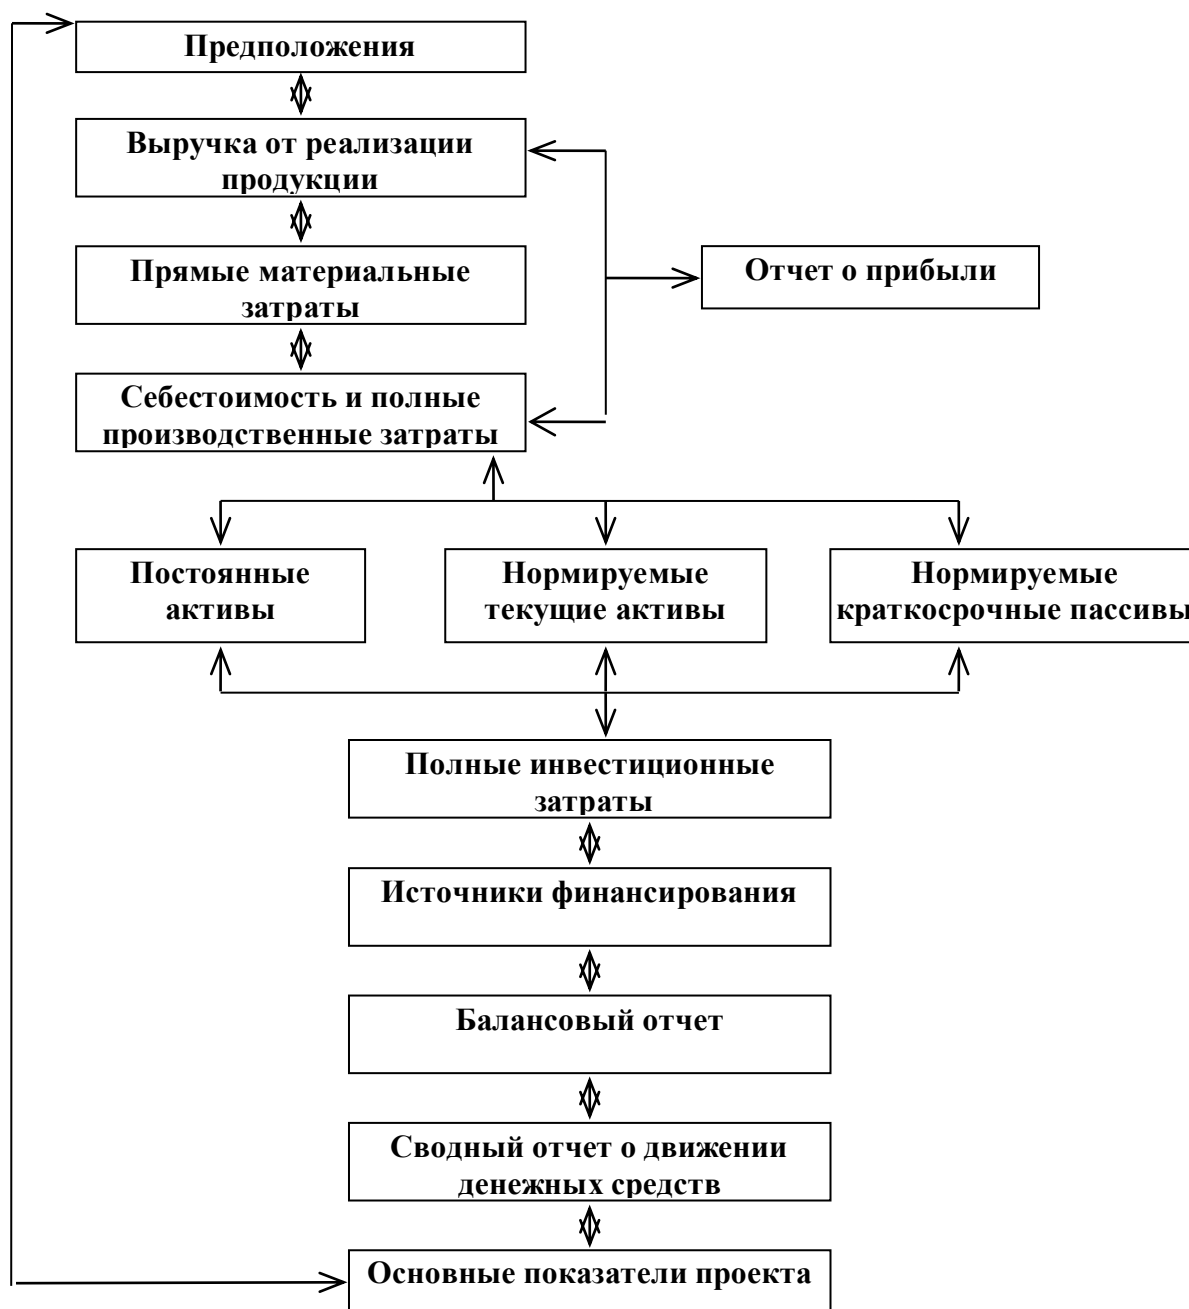 Предположения
Выручка от реализации
продукции
Прямые материальные
затраты
Отчет о прибыли
Себестоимость и полные
производственные затраты
Постоянные
активы
Нормируемые
текущие активы
Нормируемые
краткосрочные пассивы
Полные инвестиционные
затраты
Источники финансирования
Балансовый отчет
Сводный отчет о движении
денежных средств
Основные показатели проекта